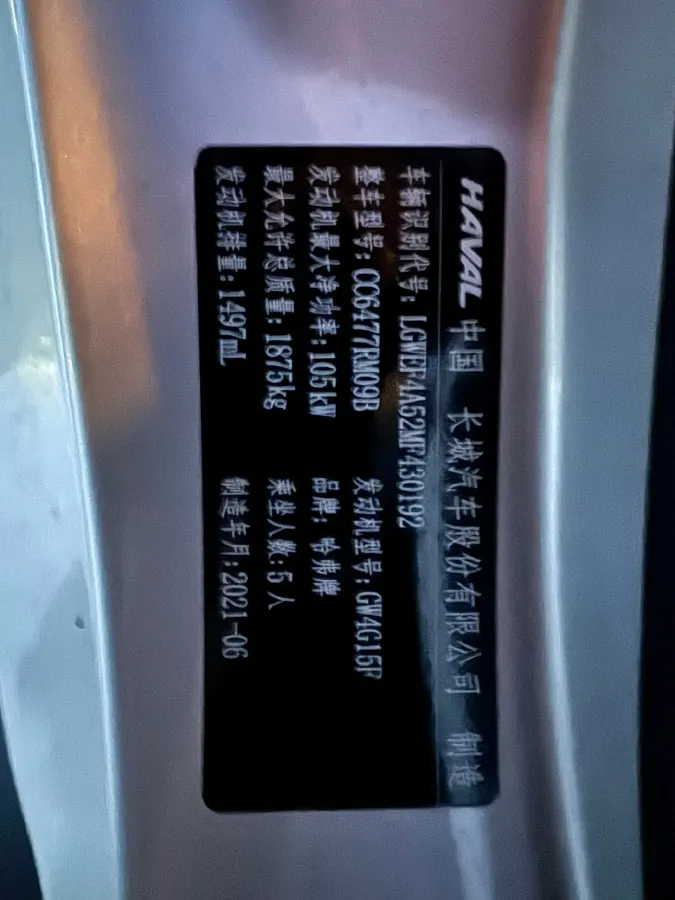 HAVAL 中国 长城汽车股份有限公司 制造
车辆识别代号: LGWEF4A52MF430192
整车型号: CC6477RM09B 发动机型号: GW4G15F
发动机最大净功率: 105kW 品牌: 哈弗牌
最大允许总质量: 1875kg 乘坐人数: 5人
发动机排量: 1497mL 制造年月: 2021-06